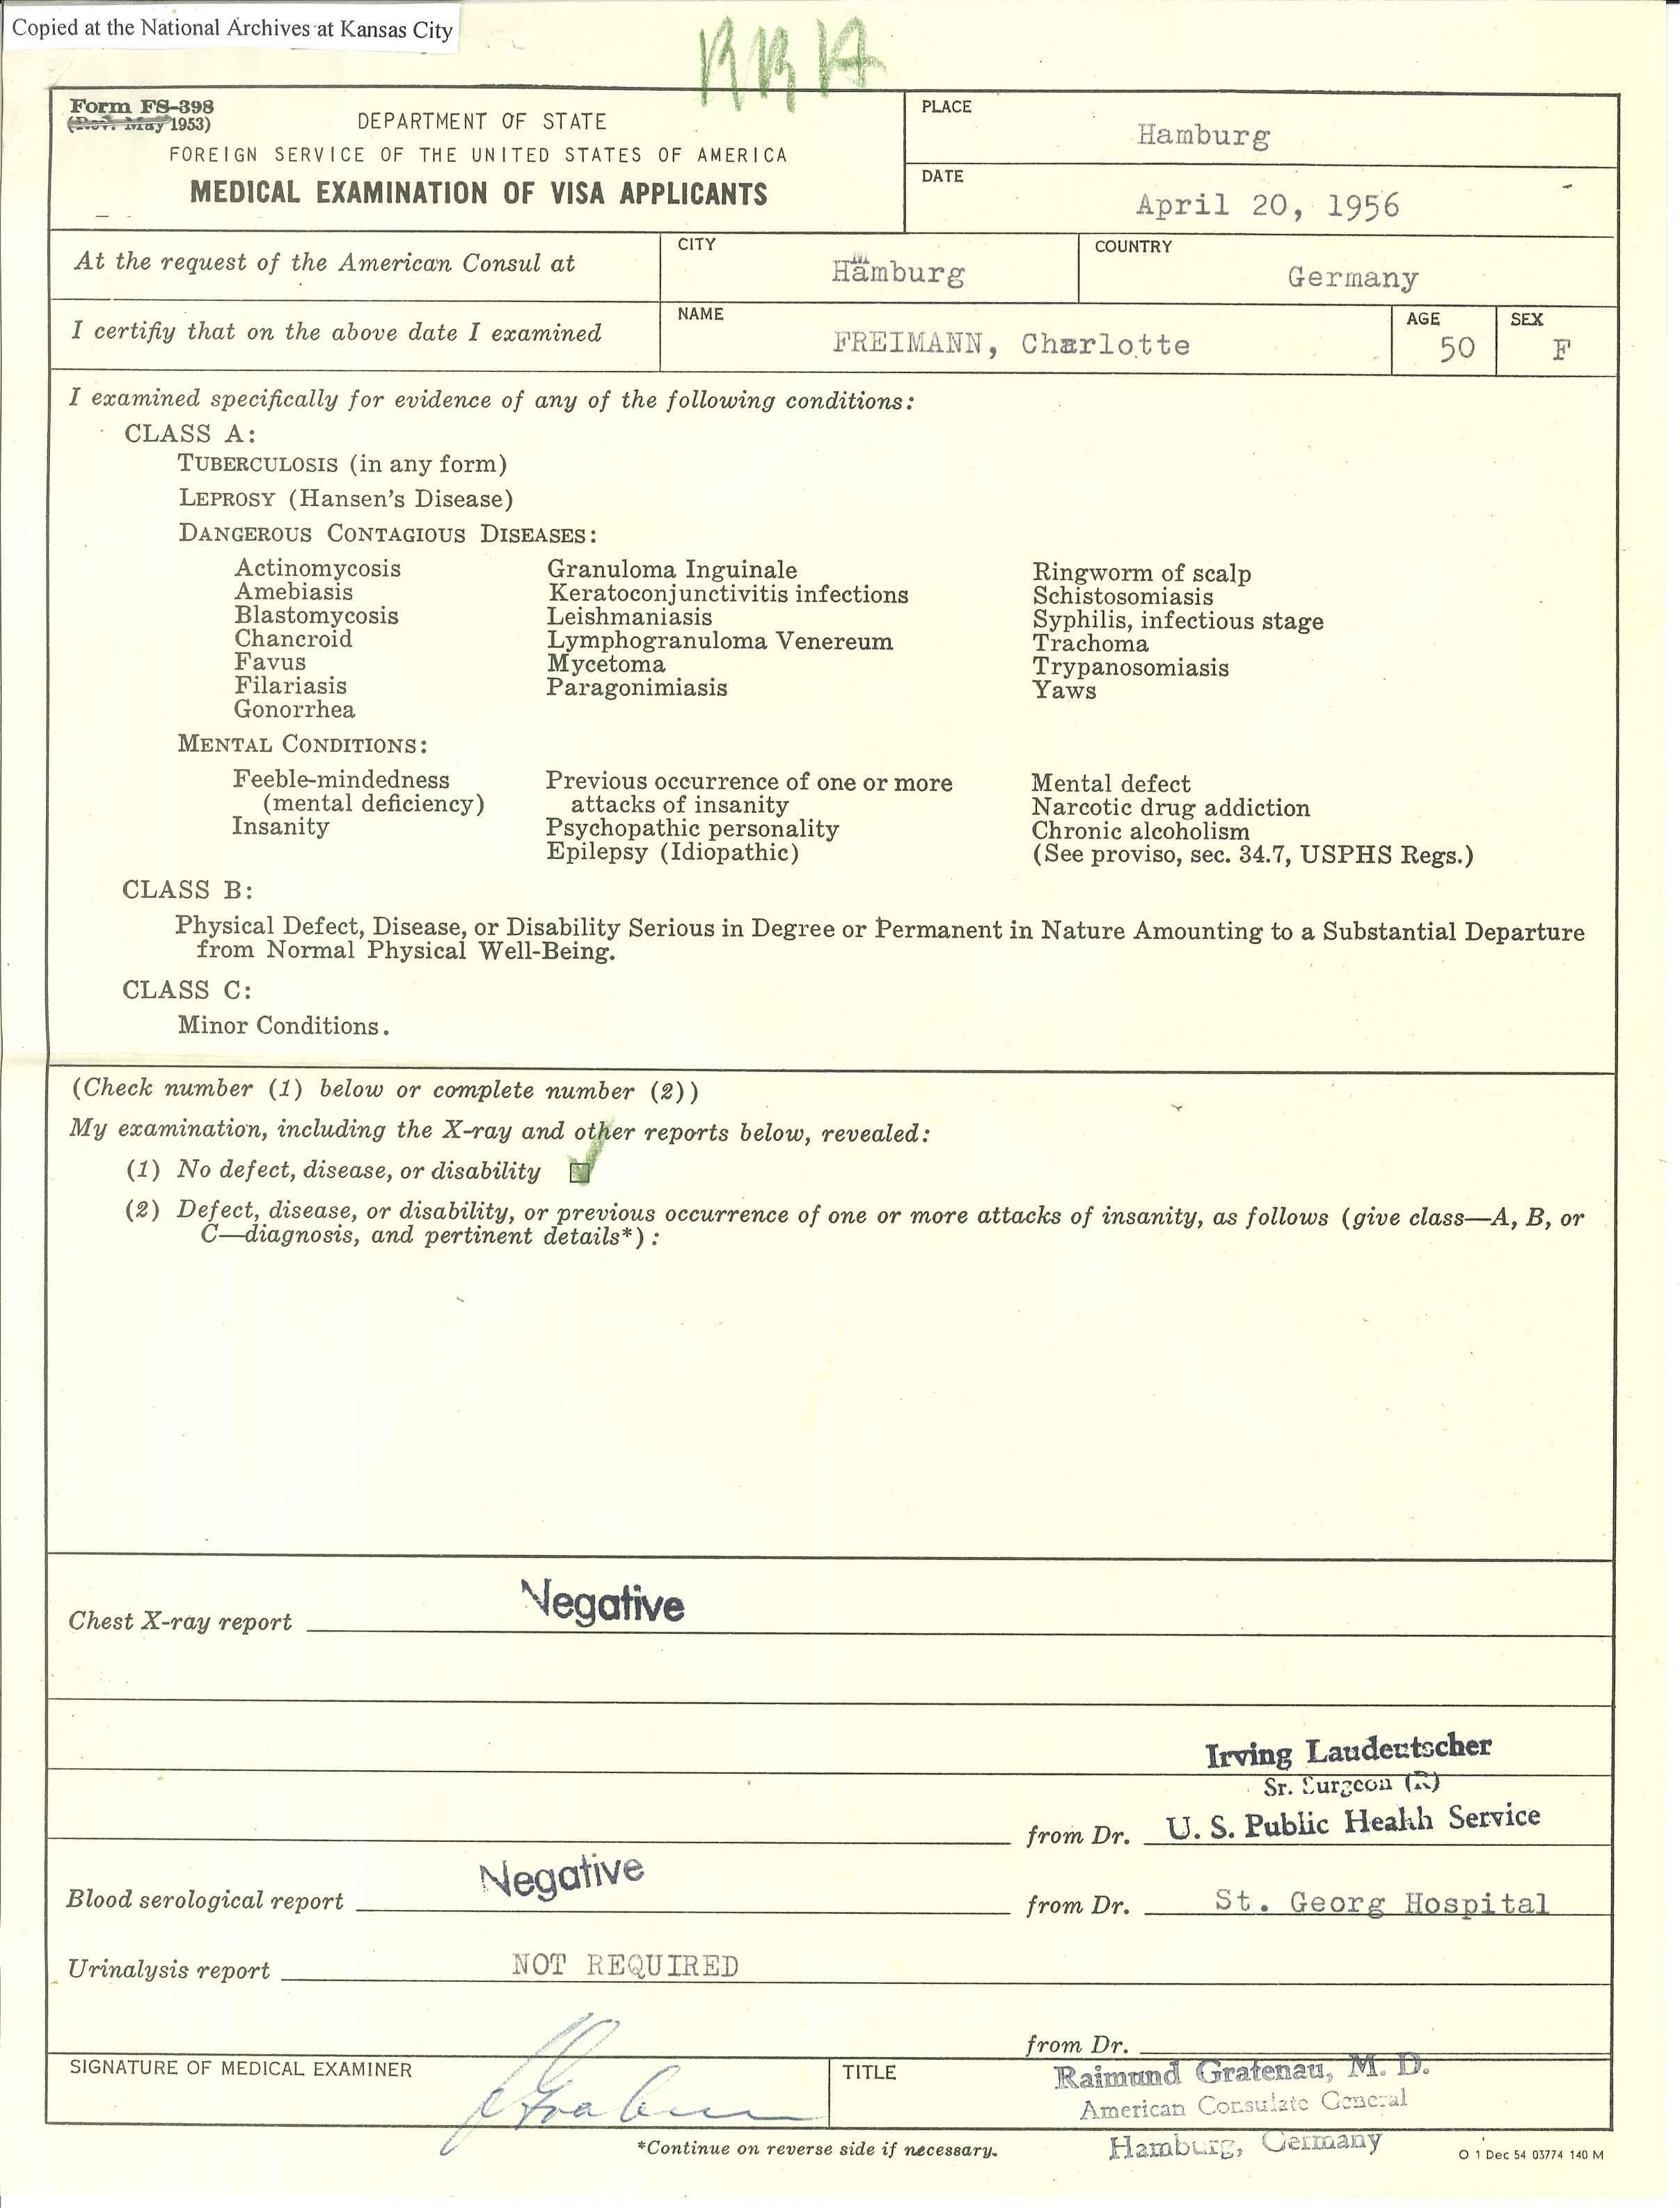 Copied at the National Archives at Kansas City
RRA
Form FS-398
(Rev. May 1953)
DEPARTMENT OF STATE
FOREIGN SERVICE OF THE UNITED STATES OF AMERICA
MEDICAL EXAMINATION OF VISA APPLICANTS
PLACE
Hamburg
DATE
April 20, 1956
At the request of the American Consul at
CITY
Hamburg
COUNTRY
Germany
I certify that on the above date I examined
NAME
FREIMANN, Charlotte
AGE
50
SEX
F
I examined specifically for evidence of any of the following conditions:
CLASS A:
TUBERCULOSIS (in any form)
LEPROSY (Hansen's Disease)
DANGEROUS CONTAGIOUS DISEASES:
Actinomycosis
Amebiasis
Blastomycosis
Chancroid
Favus
Filariasis
Gonorrhea
Granuloma Inguinale
Keratoconjunctivitis infections
Leishmaniasis
Lymphogranuloma Venereum
Mycetoma
Paragonimiasis
Ringworm of scalp
Schistosomiasis
Syphilis, infectious stage
Trachoma
Trypanosomiasis
Yaws
MENTAL CONDITIONS:
Feeble-mindedness
(mental deficiency)
Insanity
Previous occurrence of one or more
attacks of insanity
Psychopathic personality
Epilepsy (Idiopathic)
Mental defect
Narcotic drug addiction
Chronic alcoholism
(See proviso, sec. 34.7, USPHS Regs.)
CLASS B:
Physical Defect, Disease, or Disability Serious in Degree or Permanent in Nature Amounting to a Substantial Departure
from Normal Physical Well-Being.
CLASS C:
Minor Conditions.
(Check number (1) below or complete number (2))
My examination, including the X-ray and other reports below, revealed:
(1) No defect, disease, or disability
(2) Defect, disease, or disability, or previous occurrence of one or more attacks of insanity, as follows (give class—A, B, or
C—diagnosis, and pertinent details*):
Chest X-ray report Negative
Irving Laudeutscher
Sr. Surgeon (R)
from Dr. U. S. Public Health Service
Blood serological report Negative from Dr. St. Georg Hospital
Urinalysis report NOT REQUIRED
from Dr.
SIGNATURE OF MEDICAL EXAMINER
TITLE
Raimund Gratenau, M. D.
American Consulate General
Hamburg, Germany
*Continue on reverse side if necessary.
O 1 Dec 54 03774 140 M